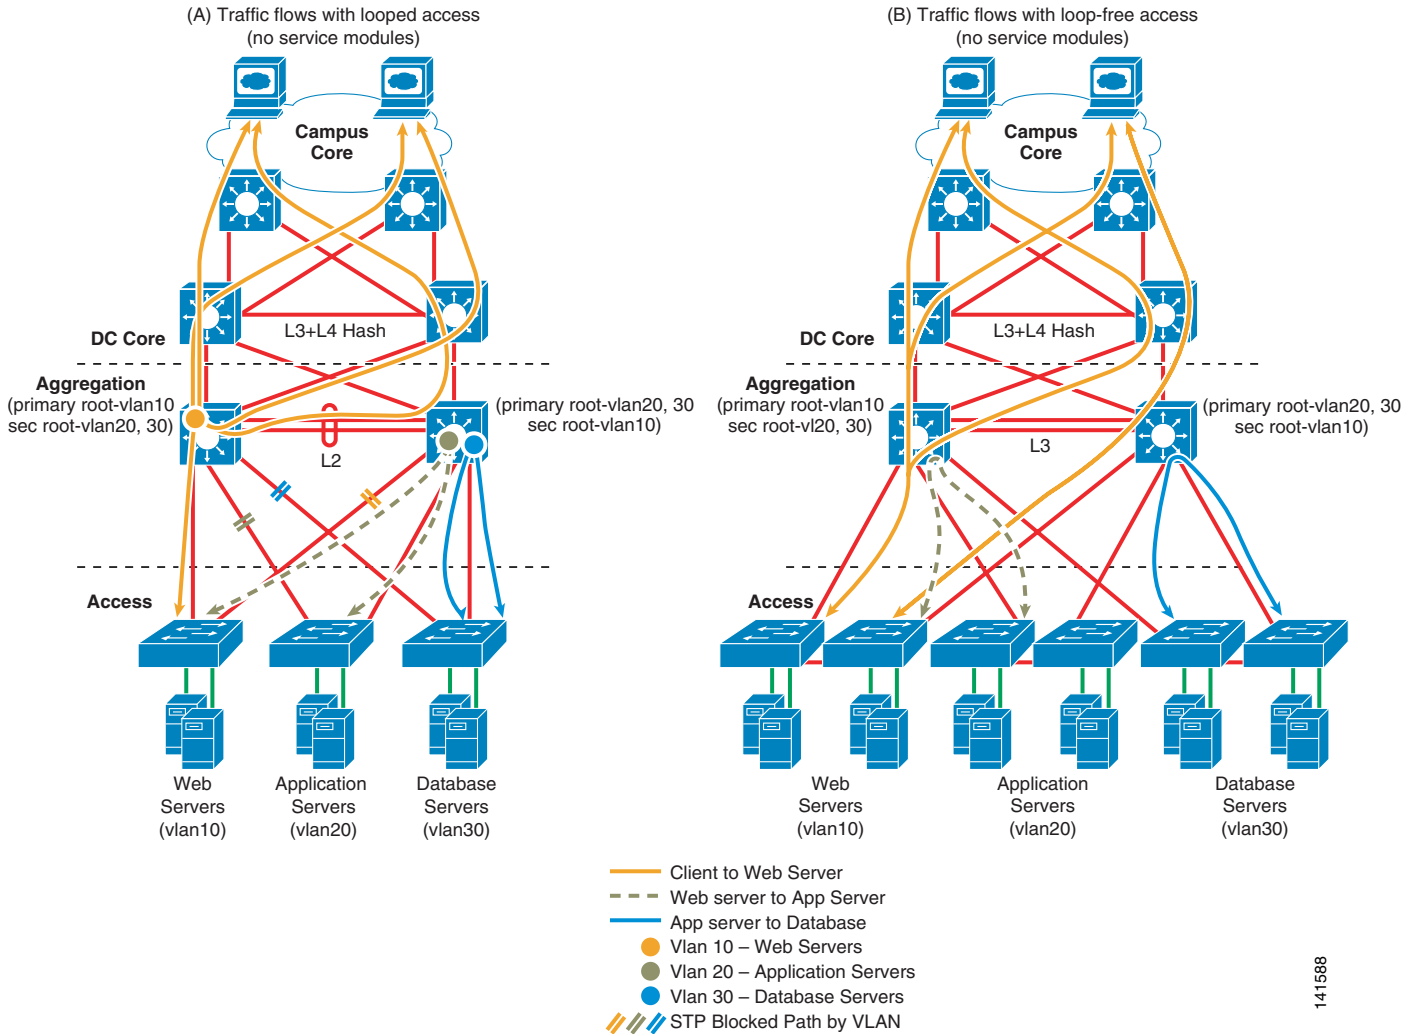 (A) Traffic flows with looped access
(no service modules)
Campus
Core
L3+L4 Hash
DC Core
Aggregation
(primary root-vlan10
sec root-vlan20, 30)
(primary root-vlan20, 30
sec root-vlan10)
L2
Access
Web
Servers
(vlan10)
Application
Servers
(vlan20)
Database
Servers
(vlan30)
(B) Traffic flows with loop-free access
(no service modules)
Campus
Core
L3+L4 Hash
DC Core
Aggregation
(primary root-vlan10
sec root-vl20, 30)
(primary root-vlan20, 30
sec root-vlan10)
L3
Access
Web
Servers
(vlan10)
Application
Servers
(vlan20)
Database
Servers
(vlan30)
Client to Web Server
Web server to App Server
App server to Database
Vlan 10 – Web Servers
Vlan 20 – Application Servers
Vlan 30 – Database Servers
STP Blocked Path by VLAN
141588